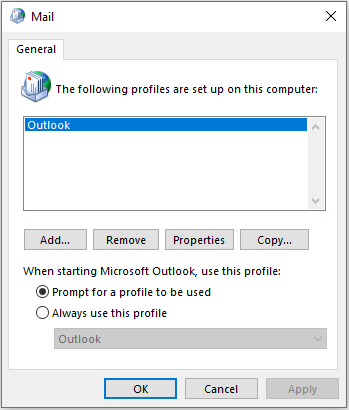 Mail
General
The following profiles are set up on this computer:
Outlook
Add... Remove Properties Copy...
When starting Microsoft Outlook, use this profile:
Prompt for a profile to be used
Always use this profile
Outlook
OK Cancel Apply